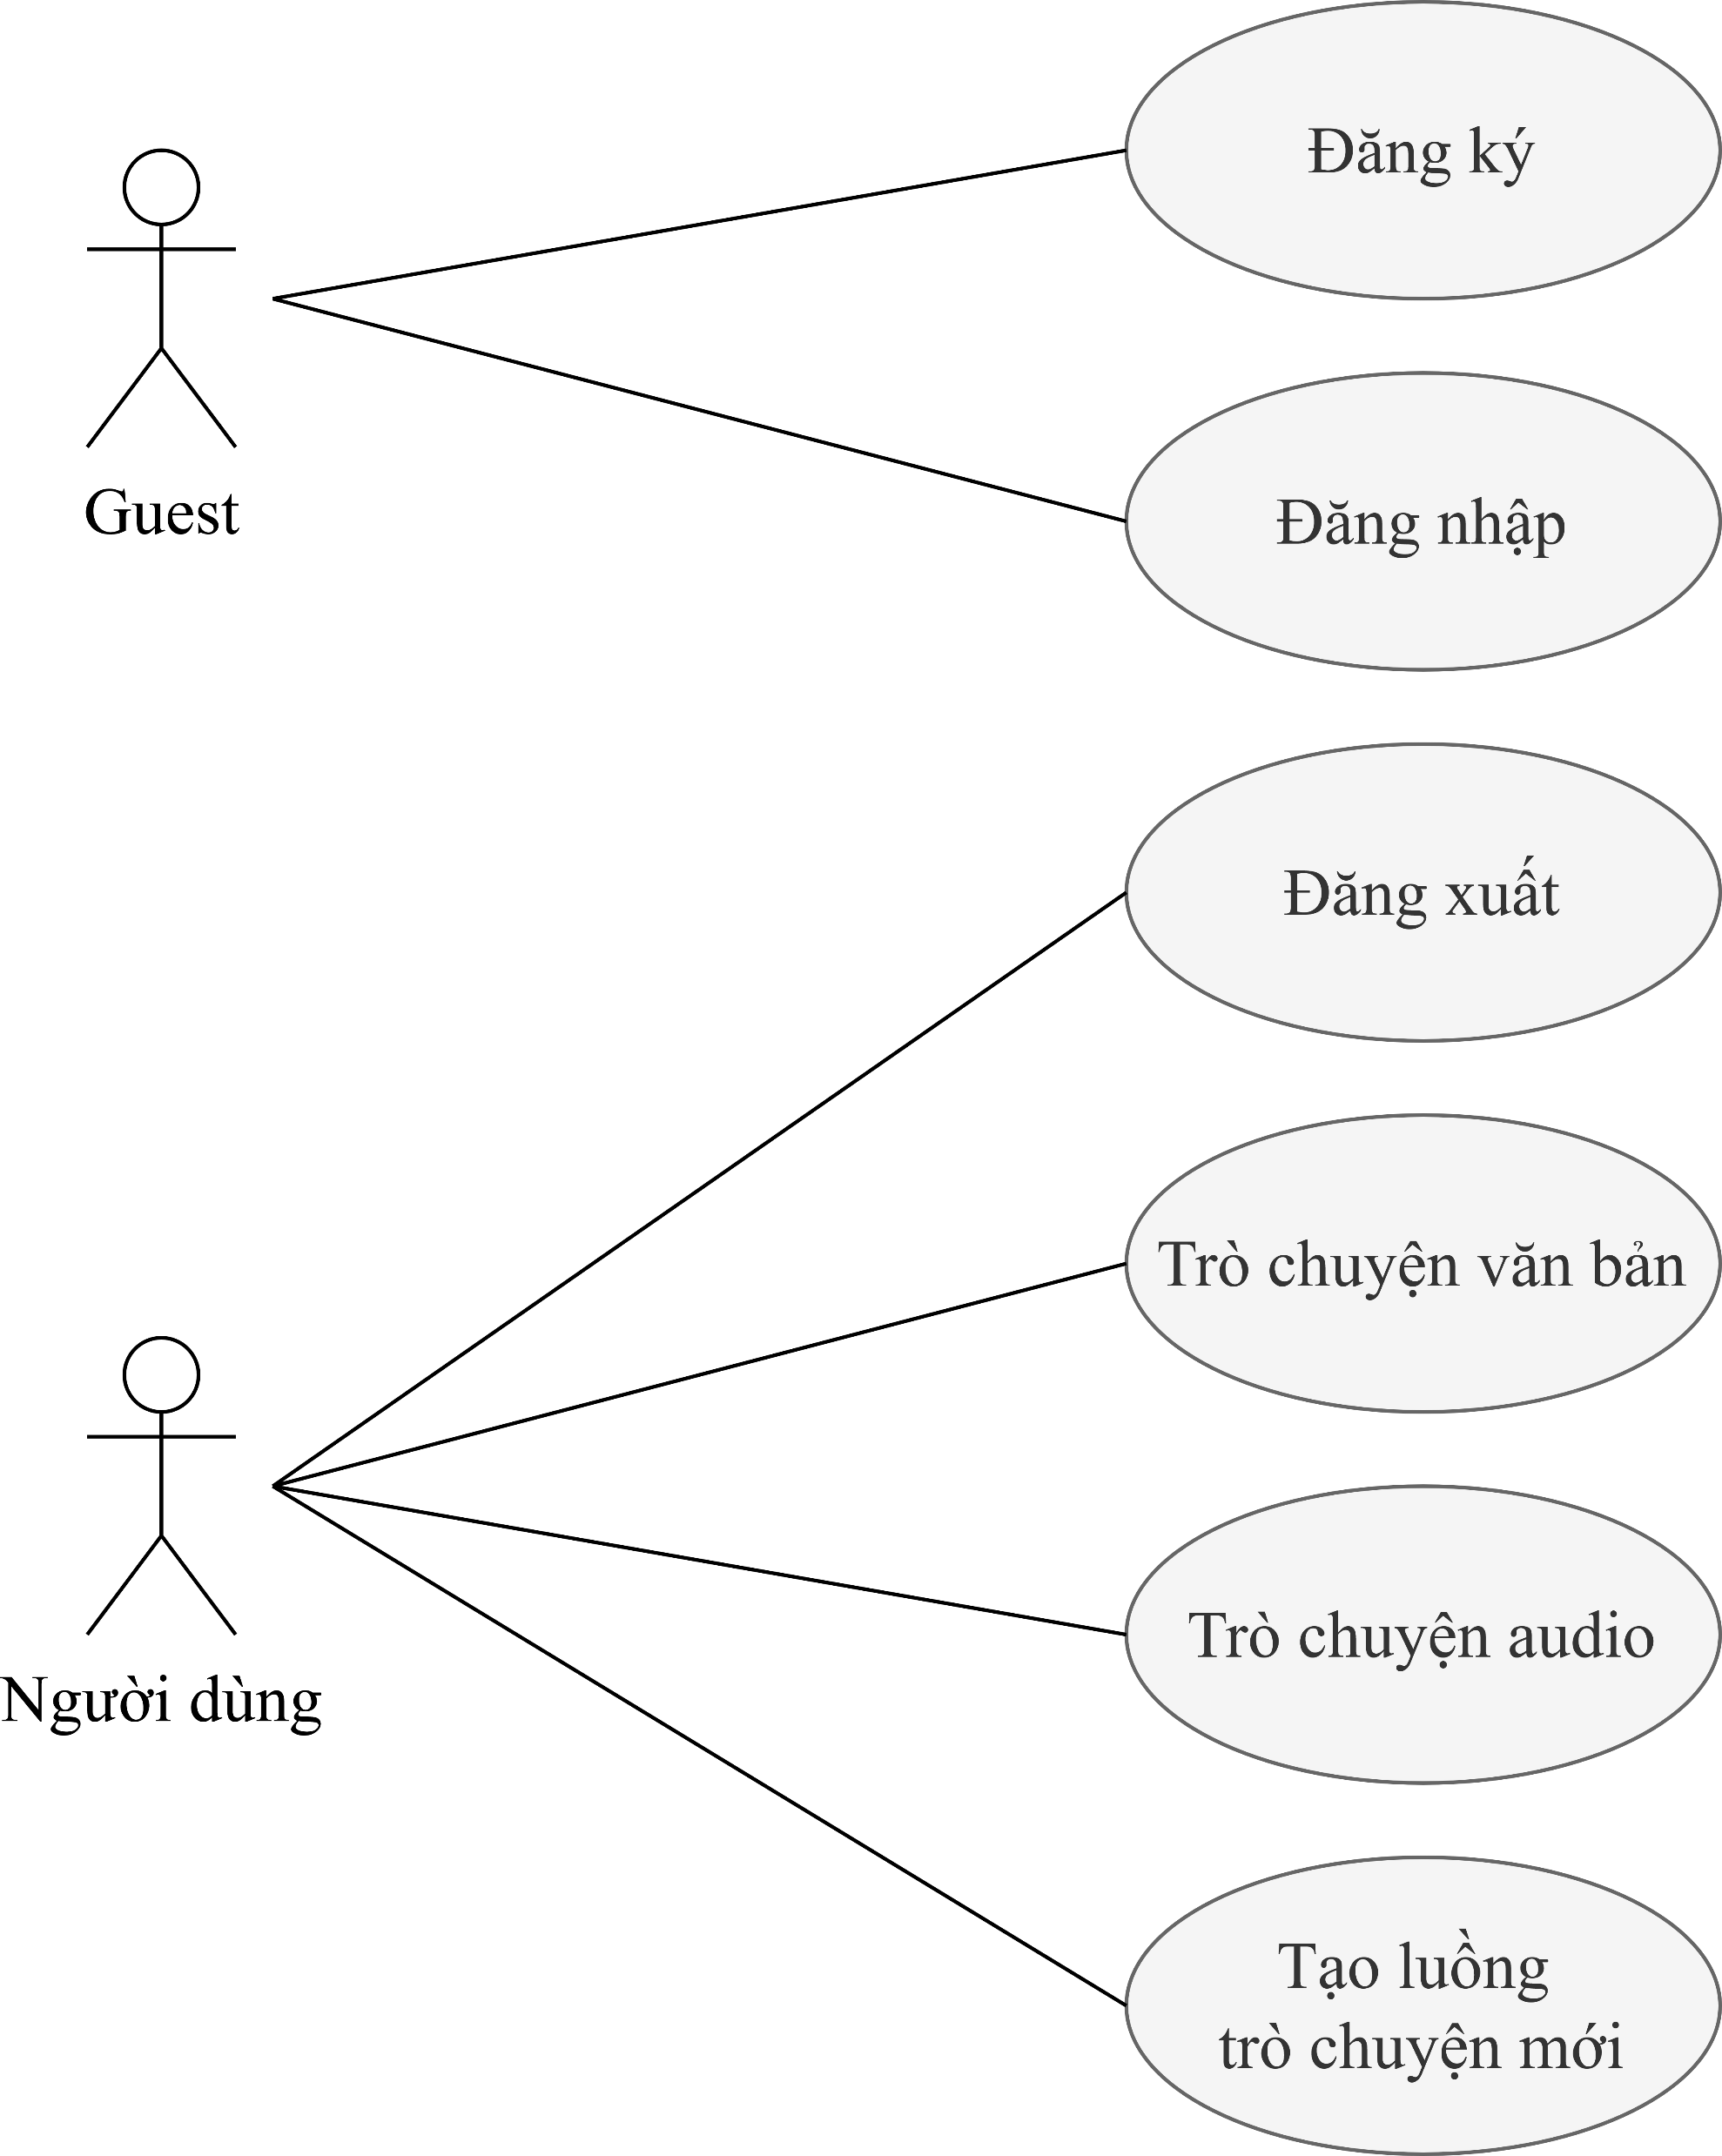 Đăng ký
Guest
Đăng nhập
Đăng xuất
Trò chuyện văn bản
Trò chuyện audio
Người dùng
Tạo luồng
trò chuyện mới